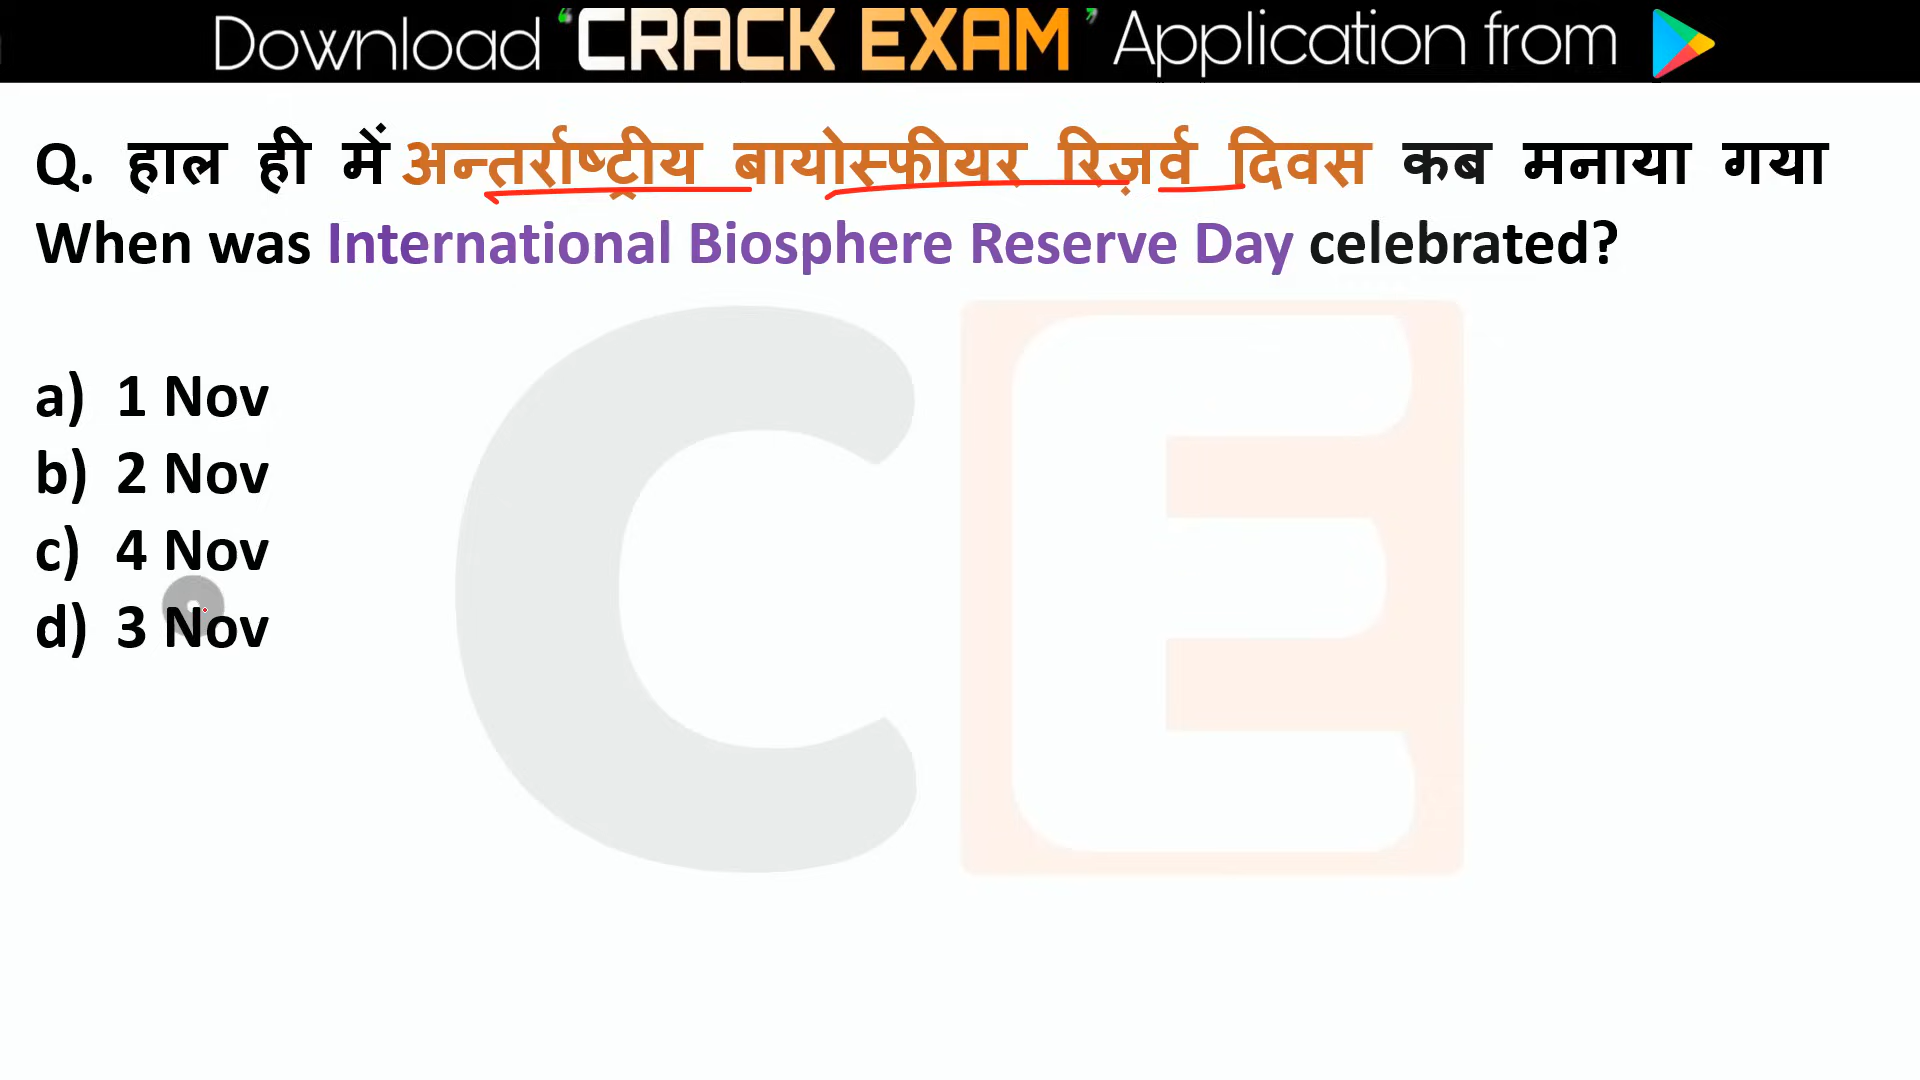 Download ‘CRACK EXAM’ Application from
Q. हाल ही में अन्तर्राष्ट्रीय बायोस्फीयर रिज़र्व दिवस कब मनाया गया
When was International Biosphere Reserve Day celebrated?
a) 1 Nov
b) 2 Nov
c) 4 Nov
d) 3 Nov
CE